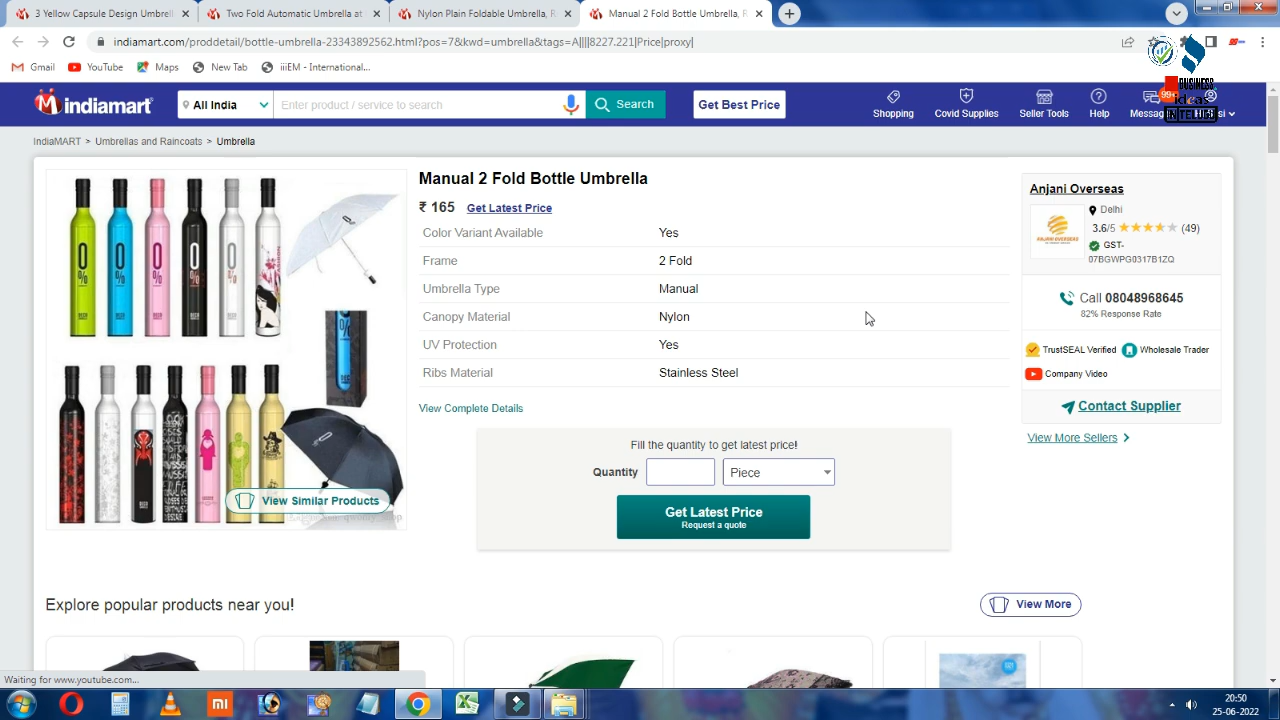 3 Yellow Capsule Design Umbrell
Two Fold Automatic Umbrella at
Nylon Plain Foldable Umbrella, R
Manual 2 Fold Bottle Umbrella, R
indiamart.com/proddetail/bottle-umbrella-23343892562.html?pos=7&kwd=umbrella&tags=A||||8227.221|Price|proxy|
Gmail
YouTube
Maps
New Tab
iiiEM - International...
BUSINESS
ideas
IN TELUGU
indiamart
All India
Enter product / service to search
Search
Get Best Price
Shopping
Covid Supplies
Seller Tools
Help
99+
IndiaMART > Umbrellas and Raincoats > Umbrella
Manual 2 Fold Bottle Umbrella
₹ 165 Get Latest Price
Color Variant Available Yes
Frame 2 Fold
Umbrella Type Manual
Canopy Material Nylon
UV Protection Yes
Ribs Material Stainless Steel
View Complete Details
View Similar Products
Fill the quantity to get latest price!
Quantity Piece
Get Latest Price
Request a quote
Anjani Overseas
Delhi
3.6/5 (49)
GST-
07BGWPG0317B1ZQ
Call 08048968645
82% Response Rate
TrustSEAL Verified Wholesale Trader
Company Video
Contact Supplier
View More Sellers
Explore popular products near you!
View More
Waiting for www.youtube.com...
20:50
25-06-2022